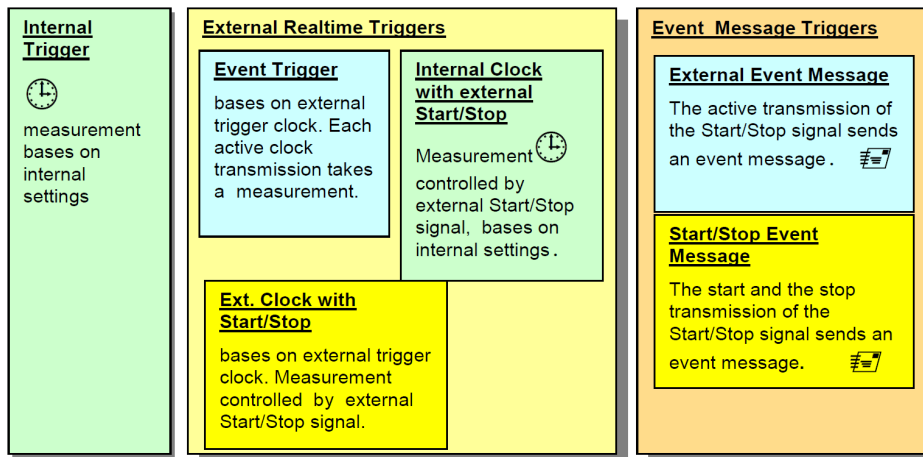 Internal
Trigger
measurement
bases on
internal
settings
External Realtime Triggers
Event Trigger
bases on external
trigger clock. Each
active clock
transmission takes
a measurement.
Internal Clock
with external
Start/Stop
Measurement
controlled by
external Start/Stop
signal, bases on
internal settings.
Ext. Clock with
Start/Stop
bases on external trigger
clock. Measurement
controlled by external
Start/Stop signal.
Event Message Triggers
External Event Message
The active transmission of
the Start/Stop signal sends
an event message.
Start/Stop Event
Message
The start and the stop
transmission of the
Start/Stop signal sends an
event message.